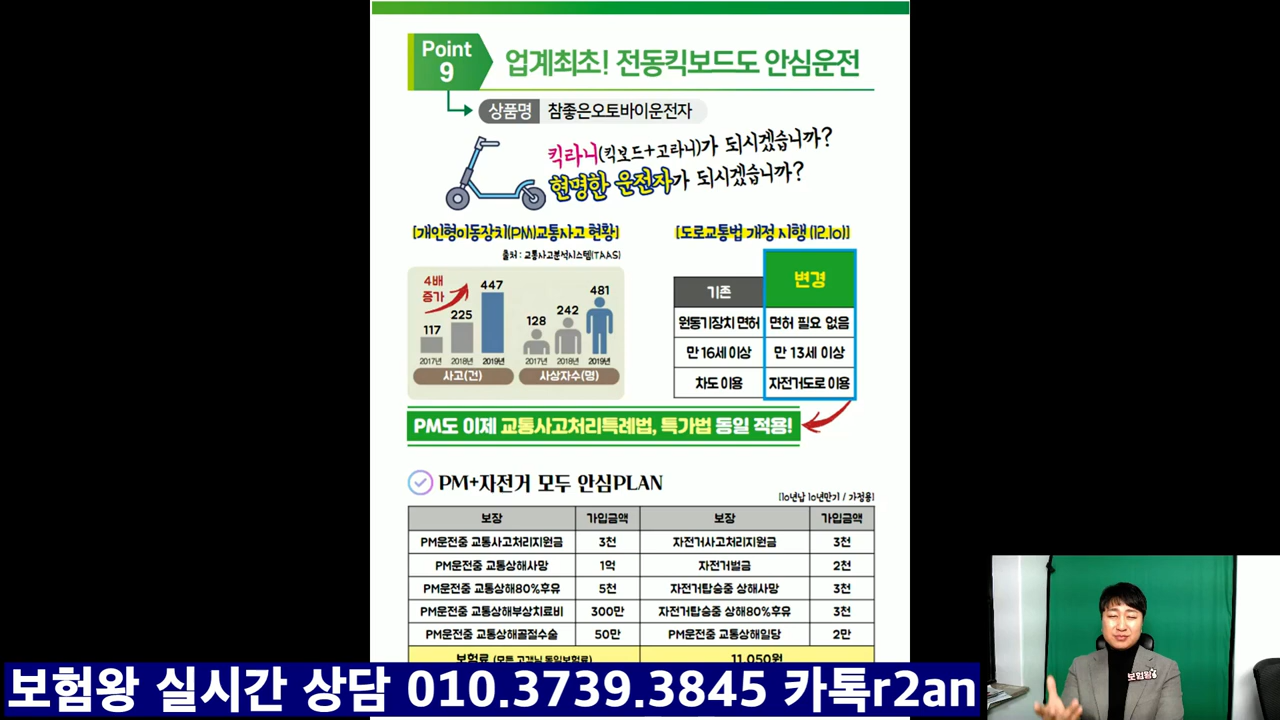 Point
9
업계최초! 전동킥보드도 안심운전
상품명 참좋은오토바이운전자
킥라니(킥보드+고라니)가 되시겠습니까?
현명한 운전자가 되시겠습니까?
[개인형이동장치(PM)교통사고 현황]
출처 : 교통사고분석시스템(TAAS)
4배
증가
117
225
447
2017년 2018년 2019년
사고(건)
128
242
481
2017년 2018년 2019년
사상자수(명)
[도로교통법 개정 시행 (12.10)]
기존 변경
원동기장치 면허 면허 필요 없음
만 16세 이상 만 13세 이상
차도 이용 자전거도로 이용
PM도 이제 교통사고처리특례법, 특가법 동일 적용!
PM+자전거 모두 안심PLAN
[10년납 10년만기 / 가정용]
보장 가입금액 보장 가입금액
PM운전중 교통사고처리지원금 3천 자전거사고처리지원금 3천
PM운전중 교통상해사망 1억 자전거벌금 2천
PM운전중 교통상해80%후유 5천 자전거탑승중 상해사망 3천
PM운전중 교통상해부상치료비 300만 자전거탑승중 상해80%후유 3천
PM운전중 교통상해골절수술 50만 PM운전중 교통상해일당 2만
보험료 (모든 고객님 동일보험료) 11,050원
보험왕
보험왕 실시간 상담 010.3739.3845 카톡r2an